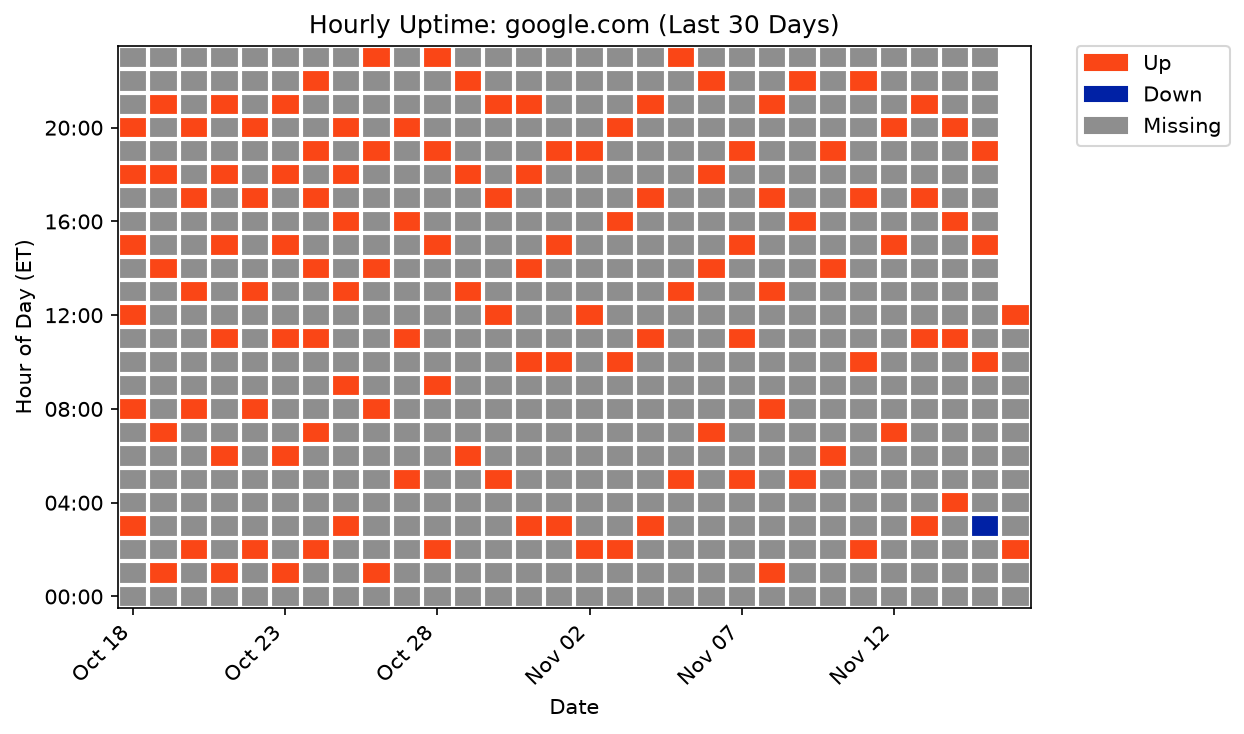 Hourly Uptime: google.com (Last 30 Days)
Up
Down
Missing
Hour of Day (ET)
20:00
16:00
12:00
08:00
04:00
00:00
Oct 18
Oct 23
Oct 28
Nov 02
Nov 07
Nov 12
Date